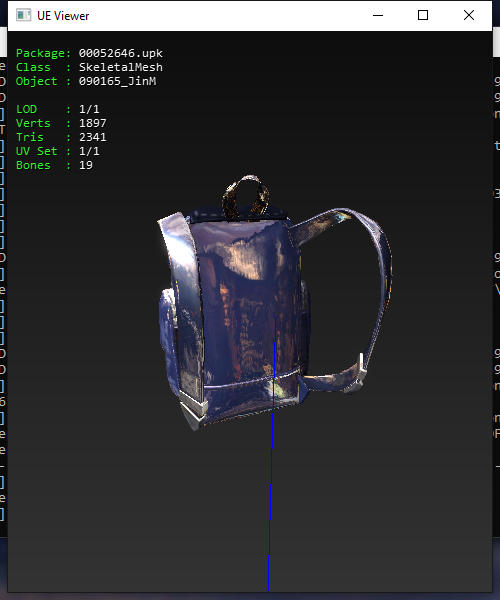 UE Viewer
Package: 00052646.upk
Class : SkeletalMesh
Object : 090165_JinM
LOD : 1/1
Verts : 1897
Tris : 2341
UV Set : 1/1
Bones : 19